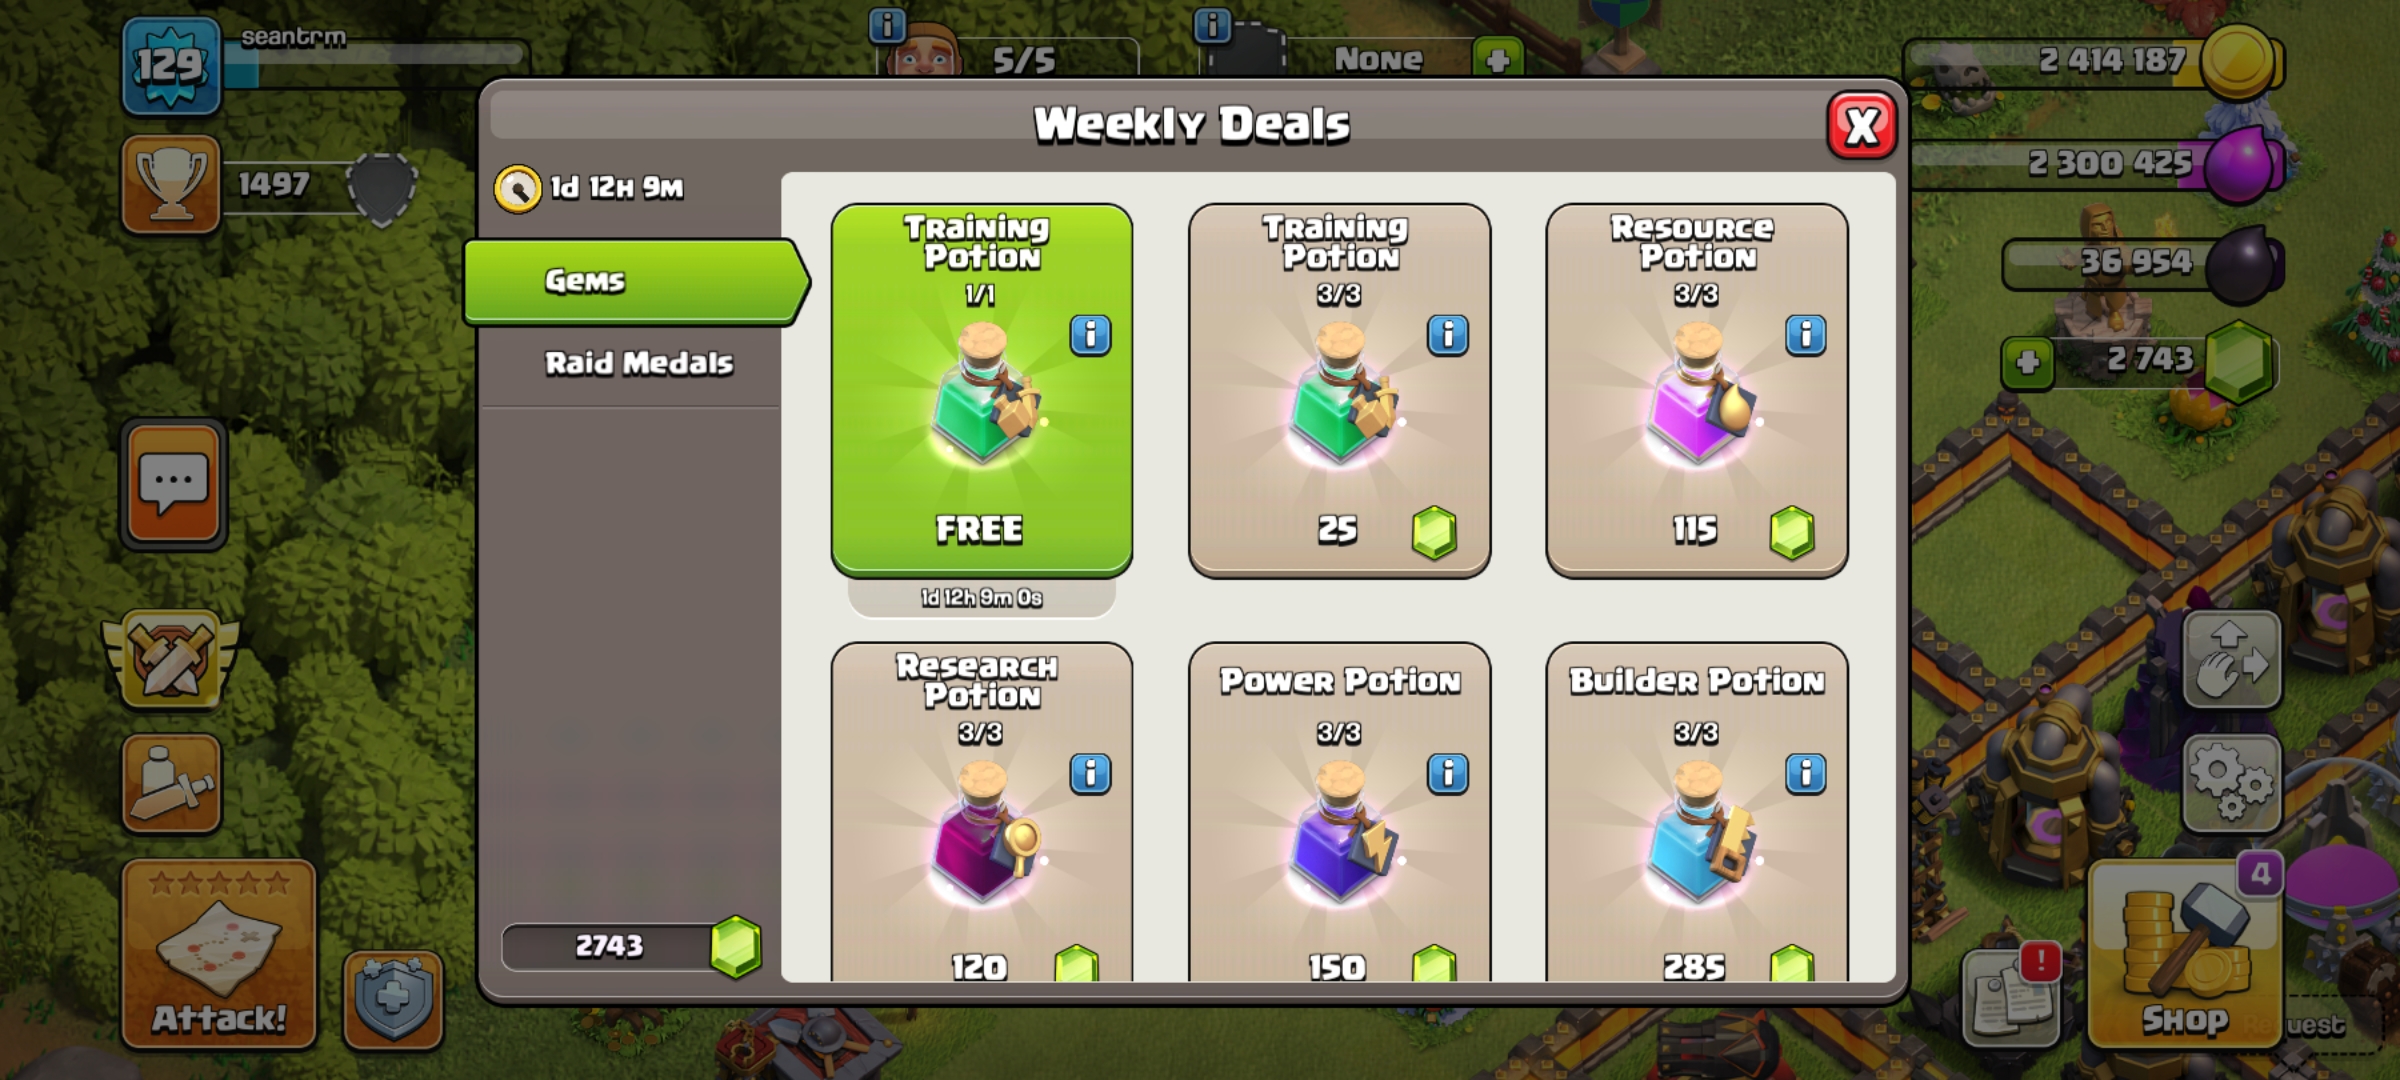 129
seantrm
5/5
None
2 414 187
Weekly Deals
X
1497
1d 12H 9M
2 300 425
Gems
Raid Medals
36 954
2 743
Training
Potion
1/1
FREE
1d 12h 9m 0s
Training
Potion
3/3
25
Resource
Potion
3/3
115
Research
Potion
3/3
120
Power Potion
3/3
150
Builder Potion
3/3
285
2743
Attack!
4
!
Shop